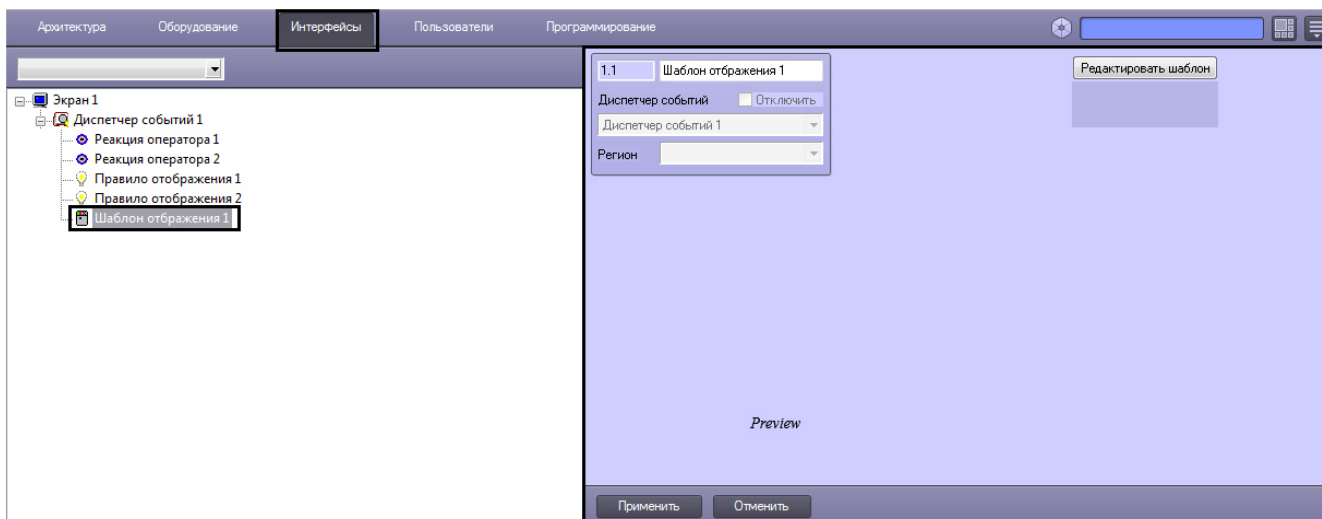 Архитектура Оборудование Интерфейсы Пользователи Программирование
Экран 1
Диспетчер событий 1
Реакция оператора 1
Реакция оператора 2
Правило отображения 1
Правило отображения 2
Шаблон отбражения 1
1.1 Шаблон отбражения 1
Диспетчер событий Отключить
Диспетчер событий 1
Регион
Редактировать шаблон
Preview
Применить Отменить